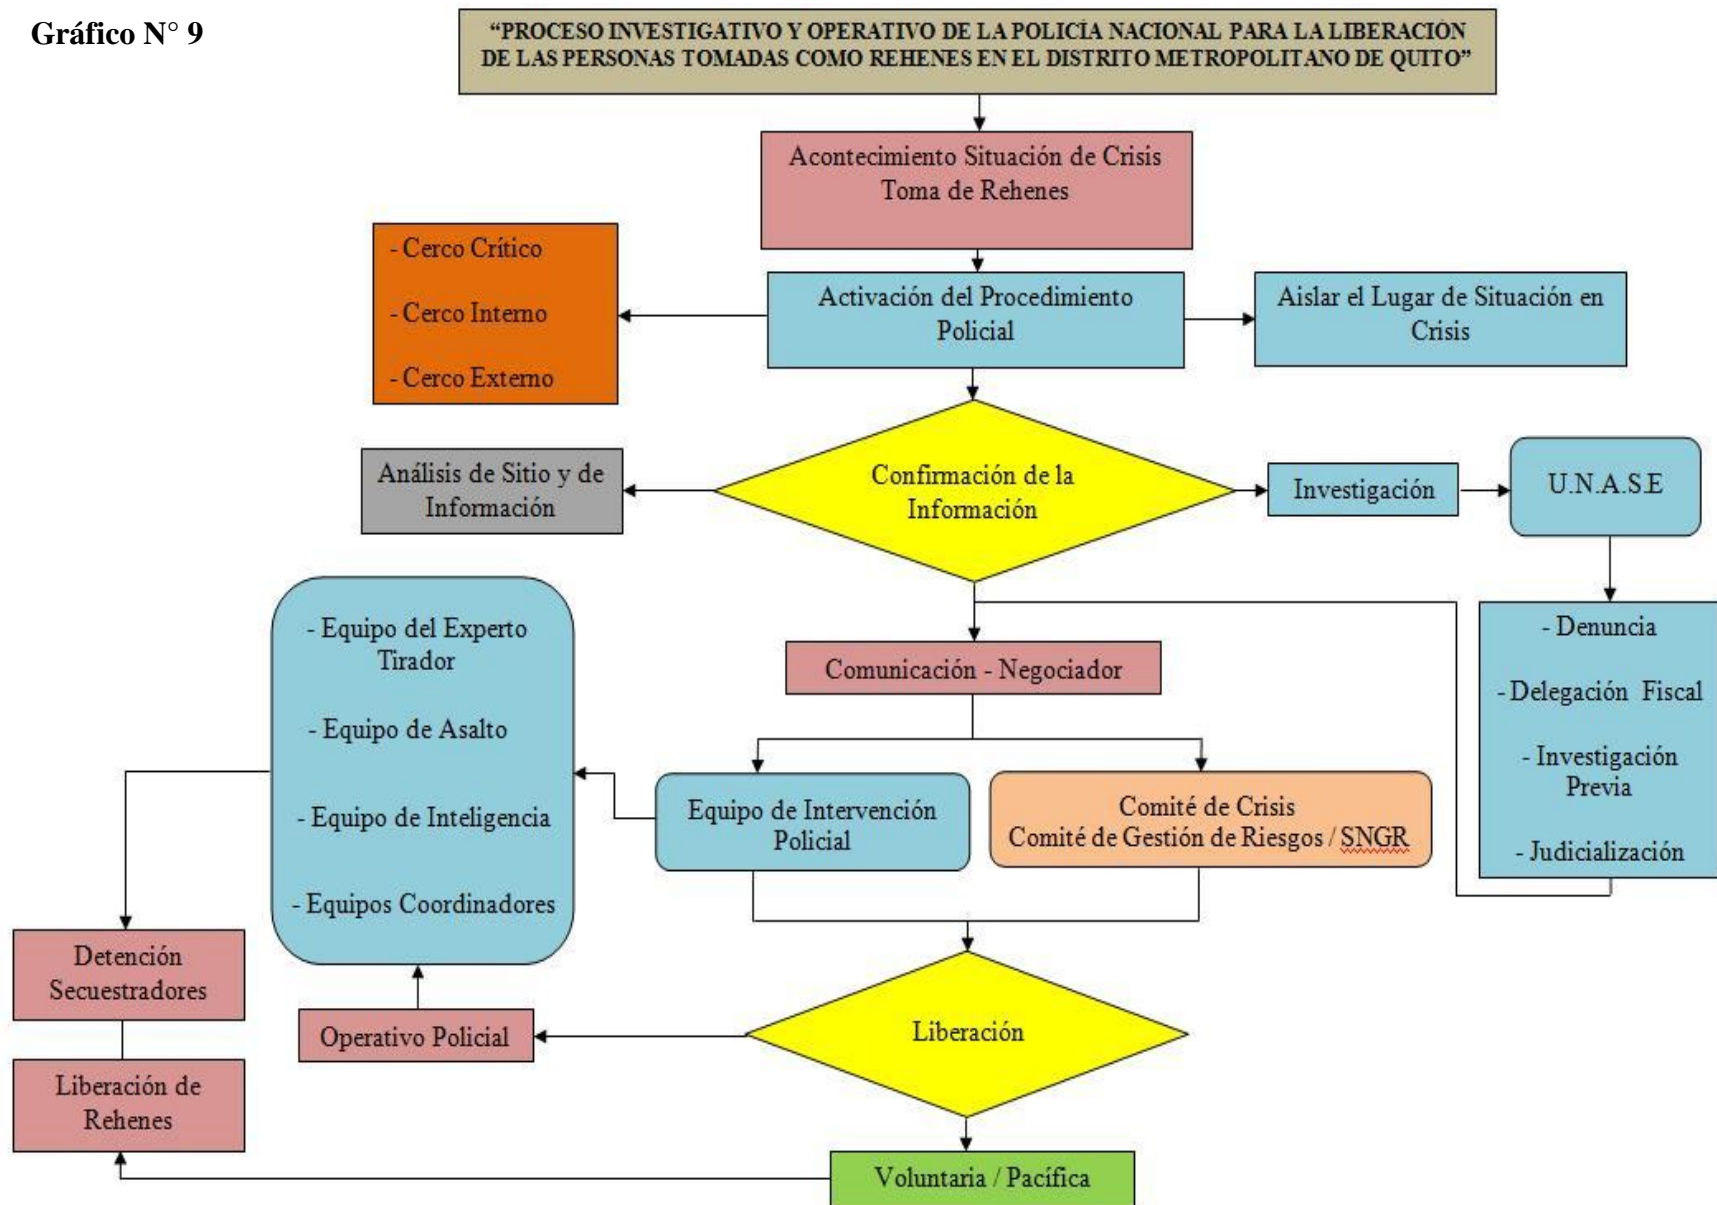 Gráfico N° 9
“PROCESO INVESTIGATIVO Y OPERATIVO DE LA POLICÍA NACIONAL PARA LA LIBERACIÓN
DE LAS PERSONAS TOMADAS COMO REHENES EN EL DISTRITO METROPOLITANO DE QUITO”
Acontecimiento Situación de Crisis
Toma de Rehenes
- Cerco Crítico
- Cerco Interno
- Cerco Externo
Activación del Procedimiento
Policial
Aislar el Lugar de Situación en
Crisis
Análisis de Sitio y de
Información
Confirmación de la
Información
Investigación
U.N.A.S.E
- Equipo del Experto
Tirador
- Equipo de Asalto
- Equipo de Inteligencia
- Equipos Coordinadores
Comunicación - Negociador
- Denuncia
- Delegación Fiscal
- Investigación
Previa
- Judicialización
Equipo de Intervención
Policial
Comité de Crisis
Comité de Gestión de Riesgos / SNGR
Detención
Secuestradores
Operativo Policial
Liberación
Liberación de
Rehenes
Voluntaria / Pacífica